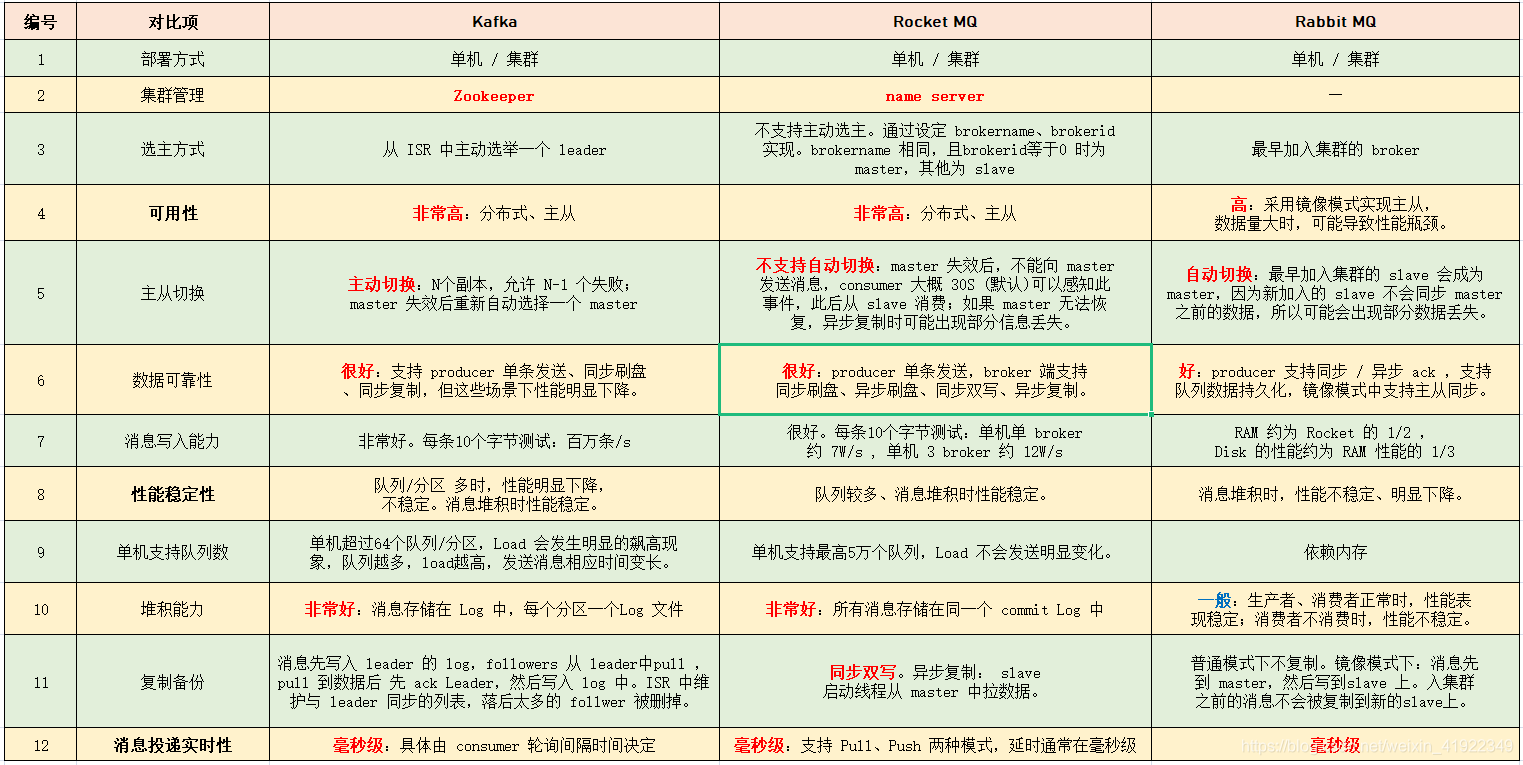 编号 对比项 Kafka Rocket MQ Rabbit MQ
1 部署方式 单机 / 集群 单机 / 集群 单机 / 集群
2 集群管理 Zookeeper name server —
3 选主方式 从 ISR 中主动选举一个 leader
不支持主动选主。通过设定 brokername、brokerid
实现。brokername 相同，且brokerid等于0 时为
master，其他为 slave
最早加入集群的 broker
4 可用性 非常高：分布式、主从 非常高：分布式、主从
高：采用镜像模式实现主从，
数据量大时，可能导致性能瓶颈。
5 主从切换
主动切换：N个副本，允许 N-1 个失败；
master 失效后重新自动选择一个 master
不支持自动切换：master 失效后，不能向 master
发送消息，consumer 大概 30S (默认)可以感知此
事件，此后从 slave 消费；如果 master 无法恢
复，异步复制时可能出现部分信息丢失。
自动切换：最早加入集群的 slave 会成为
master，因为新加入的 slave 不会同步 master
之前的数据，所以可能会出现部分数据丢失。
6 数据可靠性
很好：支持 producer 单条发送、同步刷盘
、同步复制，但这些场景下性能明显下降。
很好：producer 单条发送，broker 端支持
同步刷盘、异步刷盘、同步双写、异步复制。
好：producer 支持同步 / 异步 ack ，支持
队列数据持久化，镜像模式中支持主从同步。
7 消息写入能力 非常好。每条10个字节测试：百万条/s
很好。每条10个字节测试：单机单 broker
约 7W/s ，单机 3 broker 约 12W/s
RAM 约为 Rocket 的 1/2 ，
Disk 的性能约为 RAM 性能的 1/3
8 性能稳定性
队列/分区 多时，性能明显下降，
不稳定。消息堆积时性能稳定。
队列较多、消息堆积时性能稳定。
消息堆积时，性能不稳定、明显下降。
9 单机支持队列数
单机超过64个队列/分区，Load 会发生明显的飙高现
象，队列越多，load越高，发送消息相应时间变长。
单机支持最高5万个队列，Load 不会发送明显变化。
依赖内存
10 堆积能力
非常好：消息存储在 Log 中，每个分区一个Log 文件
非常好：所有消息存储在同一个 commit Log 中
一般：生产者、消费者正常时，性能表
现稳定；消费者不消费时，性能不稳定。
11 复制备份
消息先写入 leader 的 log，followers 从 leader中pull ，
pull 到数据后 先 ack Leader，然后写入 log 中。ISR 中维
护与 leader 同步的列表，落后太多的 follwer 被删掉。
同步双写。异步复制： slave
启动线程从 master 中拉数据。
普通模式下不复制。镜像模式下：消息先
到 master，然后写到slave 上。入集群
之前的消息不会被复制到新的slave上。
12 消息投递实时性
毫秒级：具体由 consumer 轮询间隔时间决定
毫秒级：支持 Pull、Push 两种模式，延时通常在毫秒级
毫秒级
https://blog.csdn.net/weixin_41922349